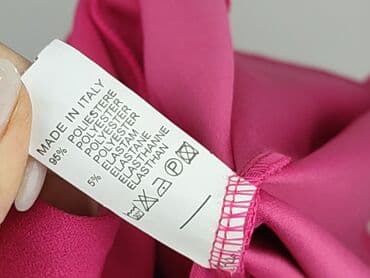 MADE IN ITALY
95% POLIESTERE
POLYESTER
POLYESTER
POLYESTER
5% ELASTAM
ELASTANE
ELASTHANNE
ELASTHAN